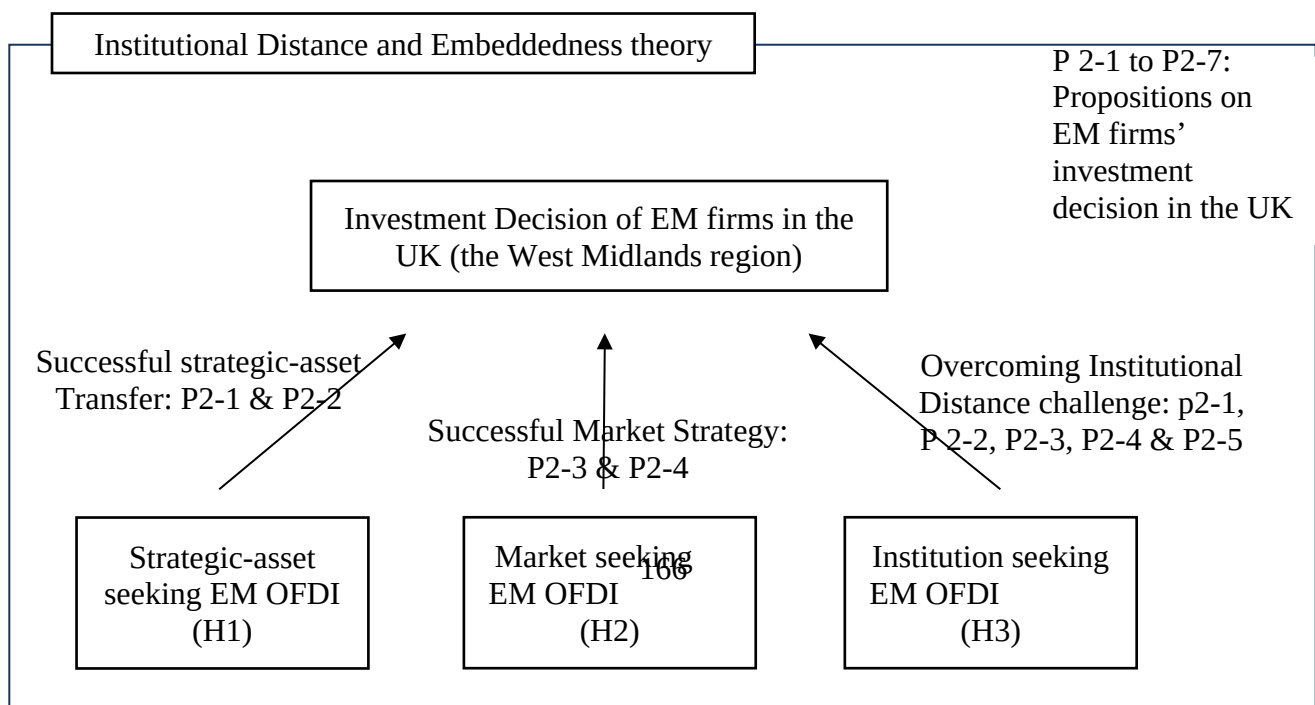 Institutional Distance and Embeddedness theory
P 2-1 to P2-7:
Propositions on
EM firms’
investment
decision in the UK
Investment Decision of EM firms in the
UK (the West Midlands region)
Successful strategic-asset
Transfer: P2-1 & P2-2
Successful Market Strategy:
P2-3 & P2-4
Overcoming Institutional
Distance challenge: p2-1,
P 2-2, P2-3, P2-4 & P2-5
Strategic-asset
seeking EM OFDI
(H1)
Market seeking
EM OFDI
(H2)
166
Institution seeking
EM OFDI
(H3)